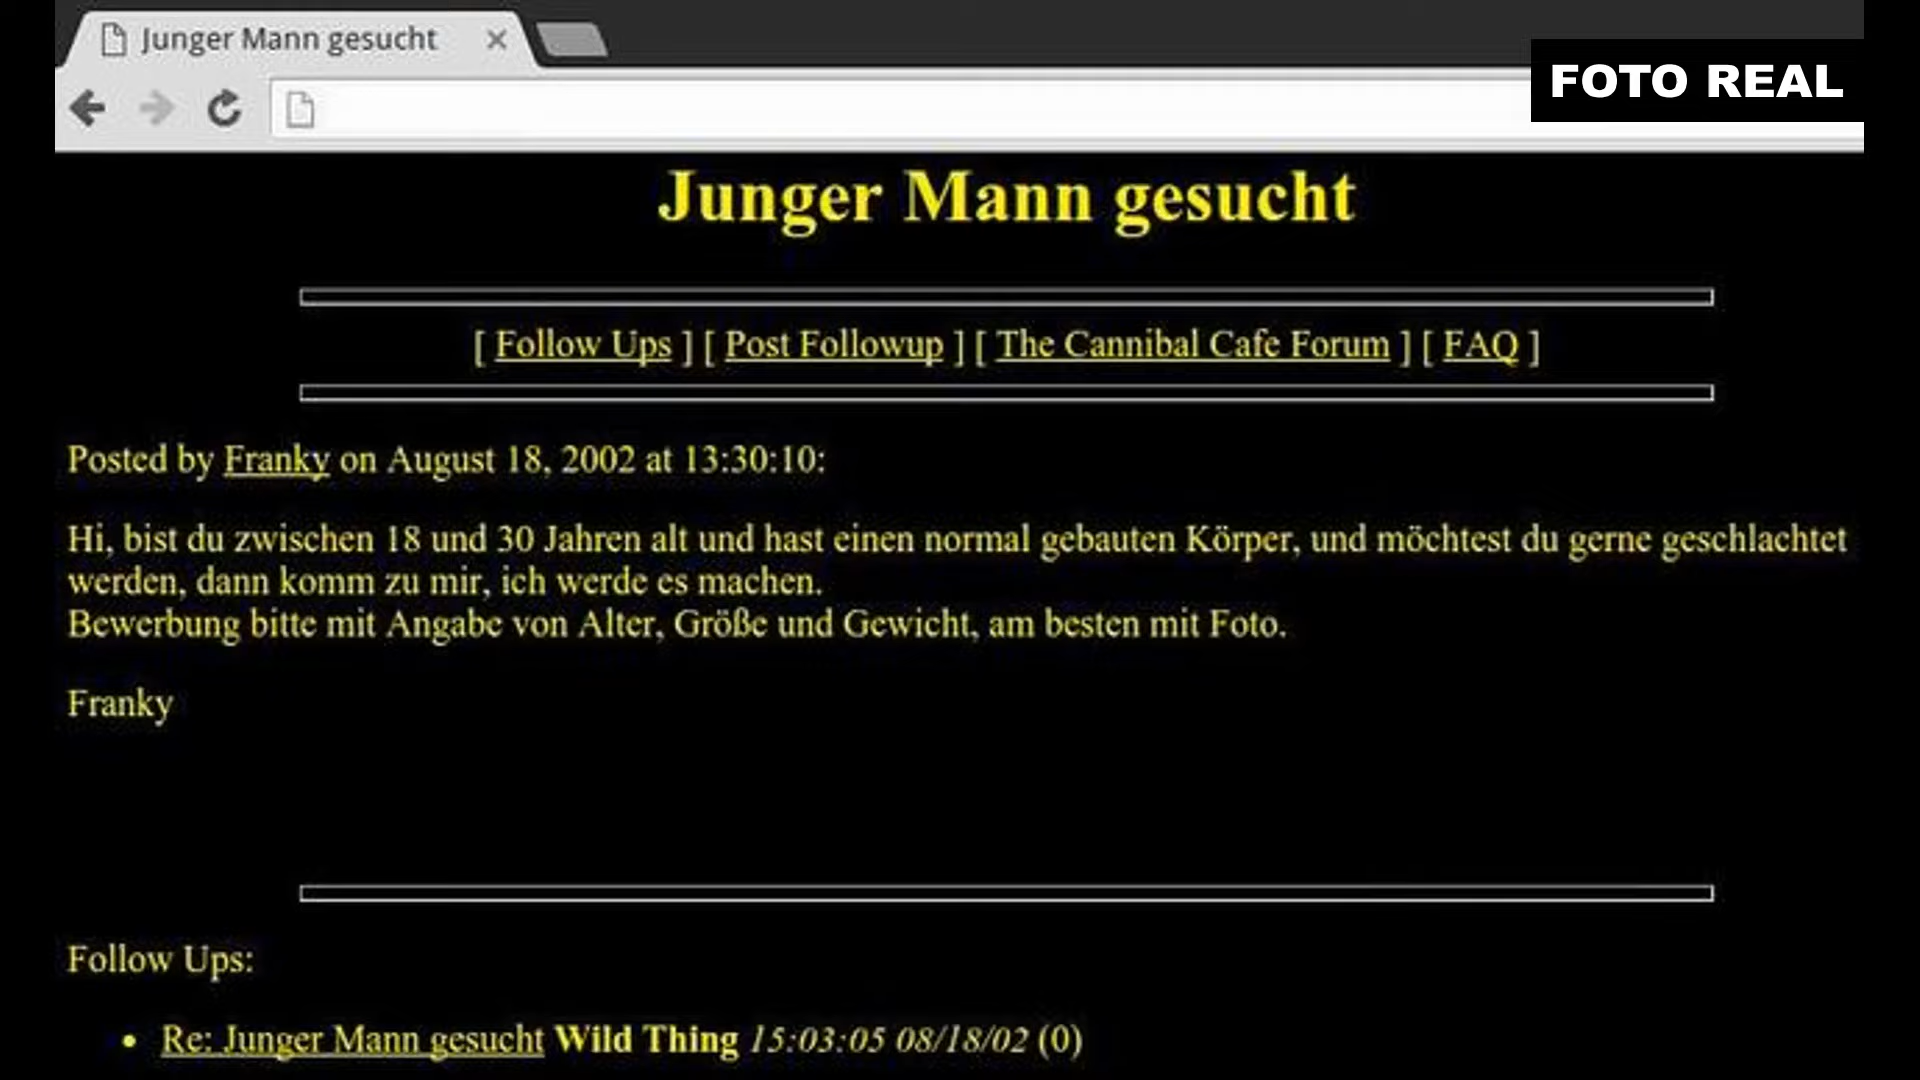 Junger Mann gesucht
FOTO REAL
Junger Mann gesucht
[ Follow Ups ] [ Post Followup ] [ The Cannibal Cafe Forum ] [ FAQ ]
Posted by Franky on August 18, 2002 at 13:30:10:
Hi, bist du zwischen 18 und 30 Jahren alt und hast einen normal gebauten Körper, und möchtest du gerne geschlachtet
werden, dann komm zu mir, ich werde es machen.
Bewerbung bitte mit Angabe von Alter, Größe und Gewicht, am besten mit Foto.
Franky
Follow Ups:
• Re: Junger Mann gesucht Wild Thing 15:03:05 08/18/02 (0)